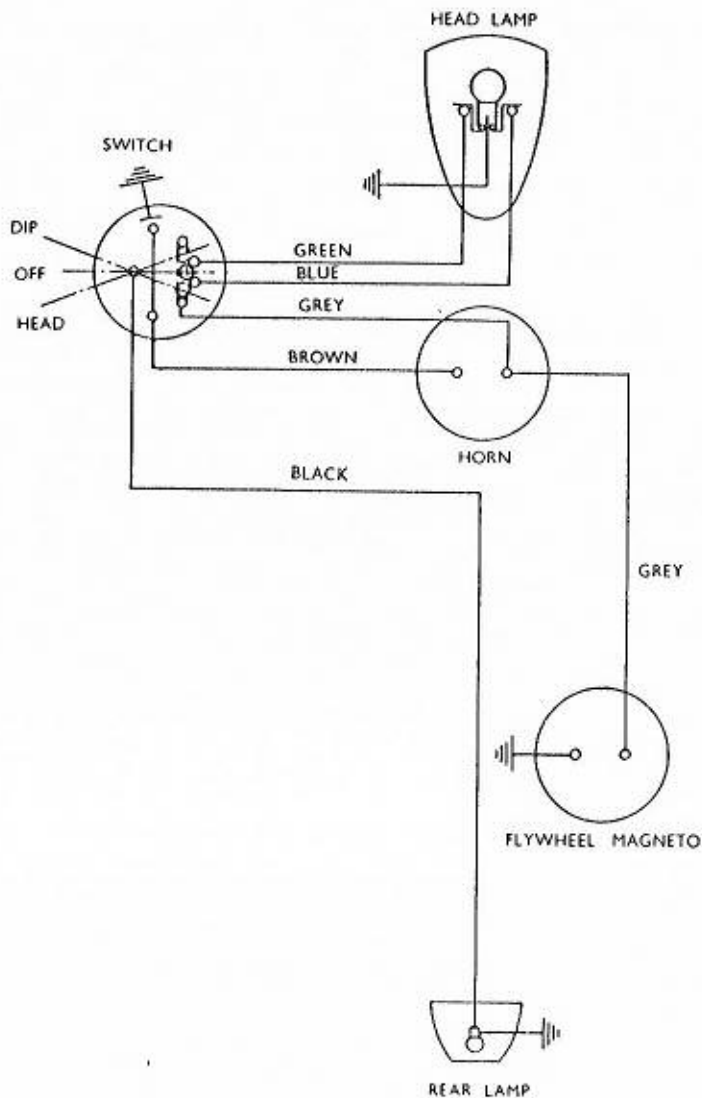 HEAD LAMP
SWITCH
DIP
OFF
HEAD
GREEN
BLUE
GREY
BROWN
HORN
BLACK
GREY
FLYWHEEL MAGNETO
REAR LAMP